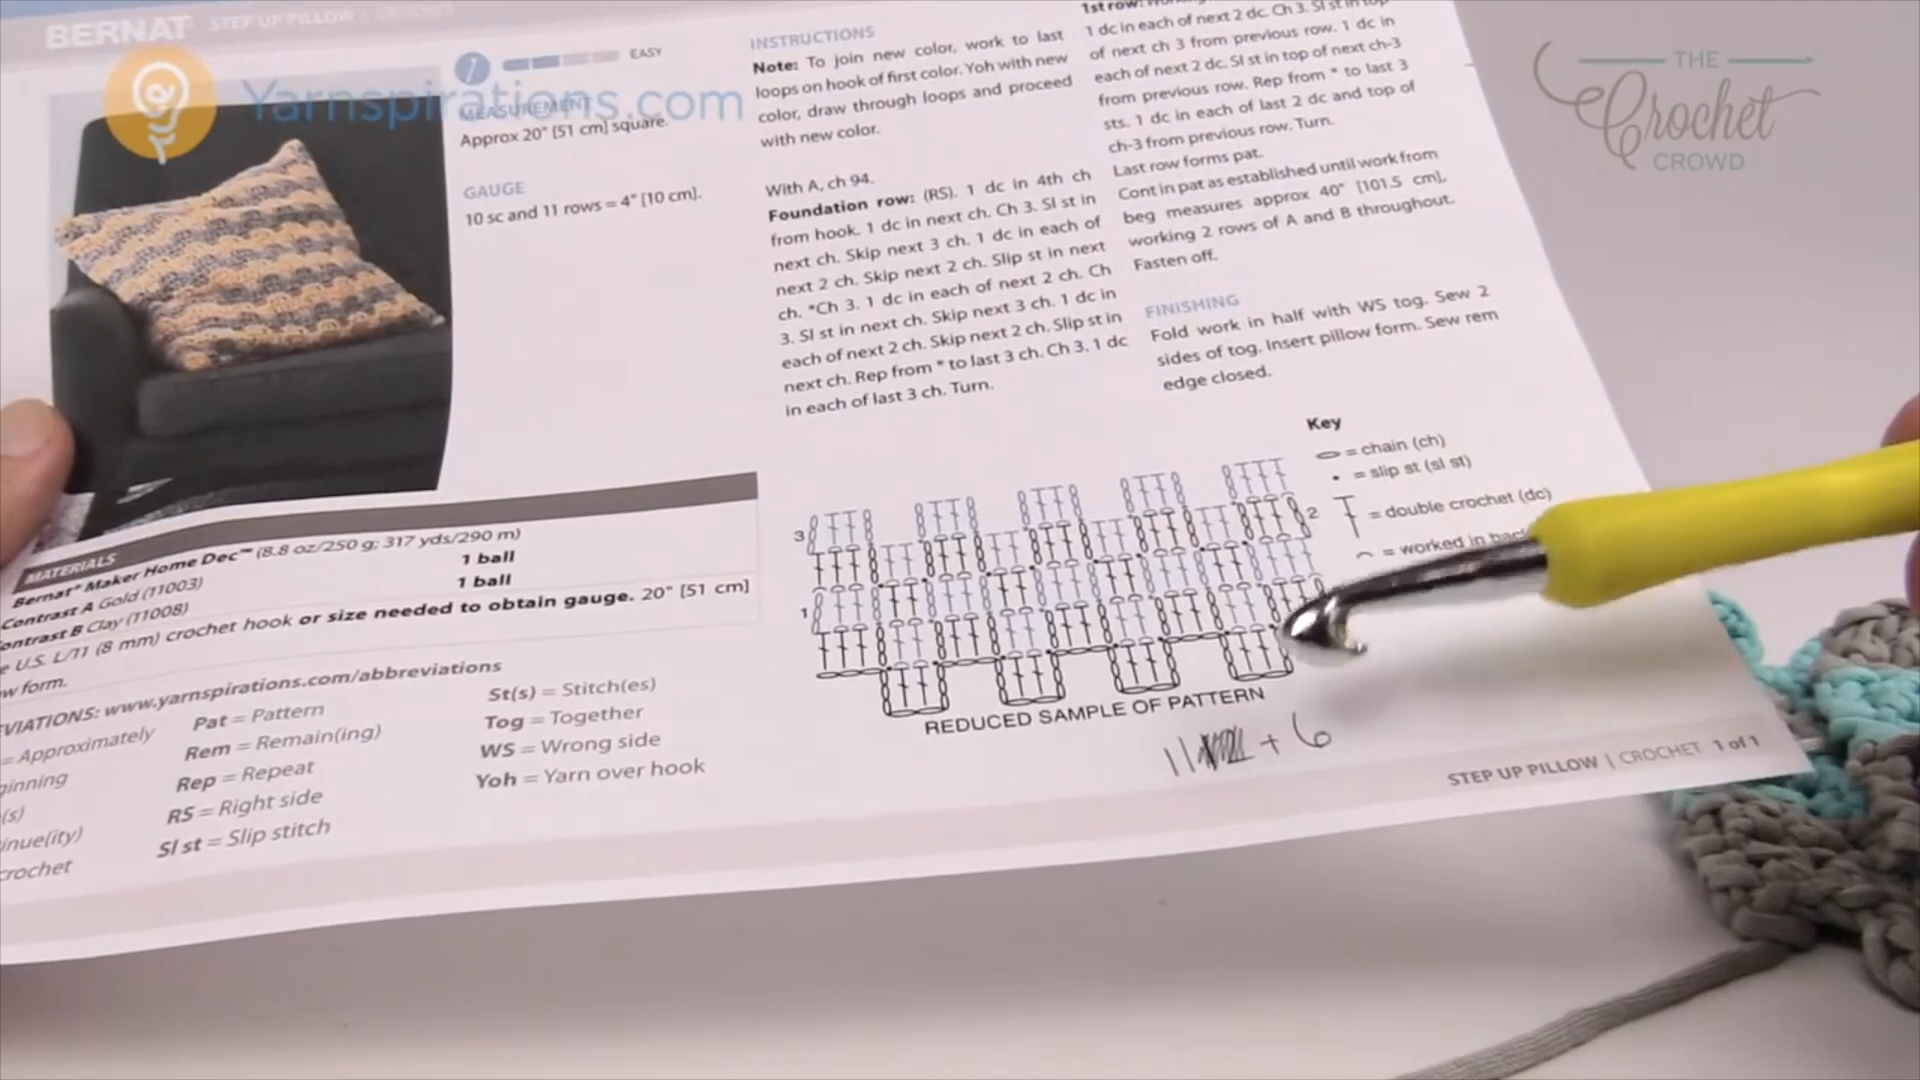 BERNAT STEP UP PILLOW | CROCHET
Yarnspirations.com
THE
Crochet
CROWD
EASY
MEASUREMENT
Approx 20" [51 cm] square.
GAUGE
10 sc and 11 rows = 4" [10 cm].
INSTRUCTIONS
Note: To join new color, work to last
loops on hook of first color. Yoh with new
color, draw through loops and proceed
with new color.
With A, ch 94.
Foundation row: (RS). 1 dc in 4th ch
from hook. 1 dc in next ch. Ch 3. Sl st in
next ch. Skip next 3 ch. 1 dc in each of
next 2 ch. Skip next 2 ch. Slip st in next
ch. *Ch 3. 1 dc in each of next 2 ch. Ch
3. Sl st in next ch. Skip next 3 ch. 1 dc in
each of next 2 ch. Skip next 2 ch. Slip st in
next ch. Rep from * to last 3 ch. Ch 3. 1 dc
in each of last 3 ch. Turn.
1st row:
1 dc in each of next 2 dc. Ch 3. Sl st in top
of next ch 3 from previous row. 1 dc in
each of next 2 dc. Sl st in top of next ch-3
from previous row. Rep from * to last 3
sts. 1 dc in each of last 2 dc and top of
ch-3 from previous row. Turn.
Last row forms pat.
Cont in pat as established until work from
beg measures approx 40" [101.5 cm],
working 2 rows of A and B throughout.
Fasten off.
FINISHING
Fold work in half with WS tog. Sew 2
sides of tog. Insert pillow form. Sew rem
edge closed.
MATERIALS
Bernat® Maker Home Dec™ (8.8 oz/250 g; 317 yds/290 m)
Contrast A Gold (11003) 1 ball
ontrast B Clay (11008) 1 ball
e U.S. L/11 (8 mm) crochet hook or size needed to obtain gauge. 20" [51 cm]
w form.
EVIATIONS: www.yarnspirations.com/abbreviations
= Approximately
ginning
(s)
inue(ity)
crochet
Pat = Pattern
Rem = Remain(ing)
Rep = Repeat
RS = Right side
Sl st = Slip stitch
St(s) = Stitch(es)
Tog = Together
WS = Wrong side
Yoh = Yarn over hook
3
1
2
REDUCED SAMPLE OF PATTERN
Key
= chain (ch)
= slip st (sl st)
= double crochet (dc)
= worked in
11 + 6
STEP UP PILLOW | CROCHET 1 of 1